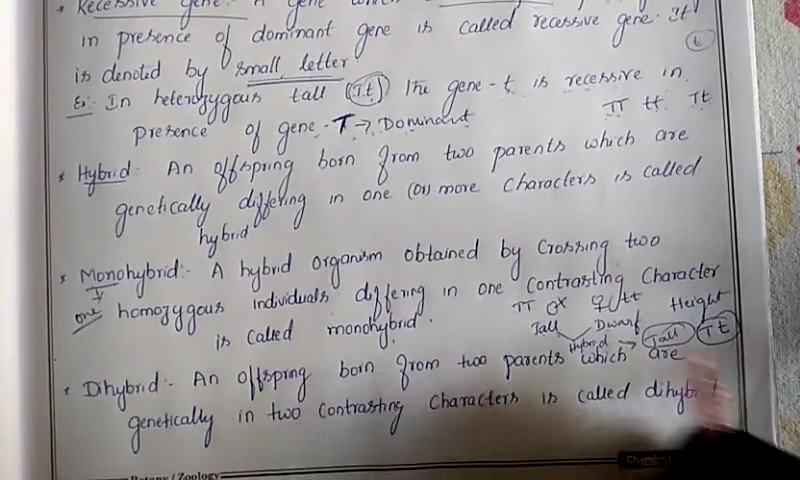 * Recessive gene:- A gene which
in presence of dominant gene is called recessive gene. It
is denoted by small letter. (t)
Ex:- In heterozygous tall (Tt) the gene-t is recessive in
presence of gene-T → Dominant TT tt Tt
* Hybrid: An offspring born from two parents which are
genetically differing in one (or) more characters is called
hybrid
* Monohybrid:- A hybrid organism obtained by crossing two
one homozygous individuals differing in one contrasting character
is called monohybrid.
TT ♂ x ♀ tt Height
Tall Dwarf
Hybrid → Tall Tt
* Dihybrid:- An offspring born from two parents which are
genetically in two contrasting characters is called dihyb
Botany / Zoology